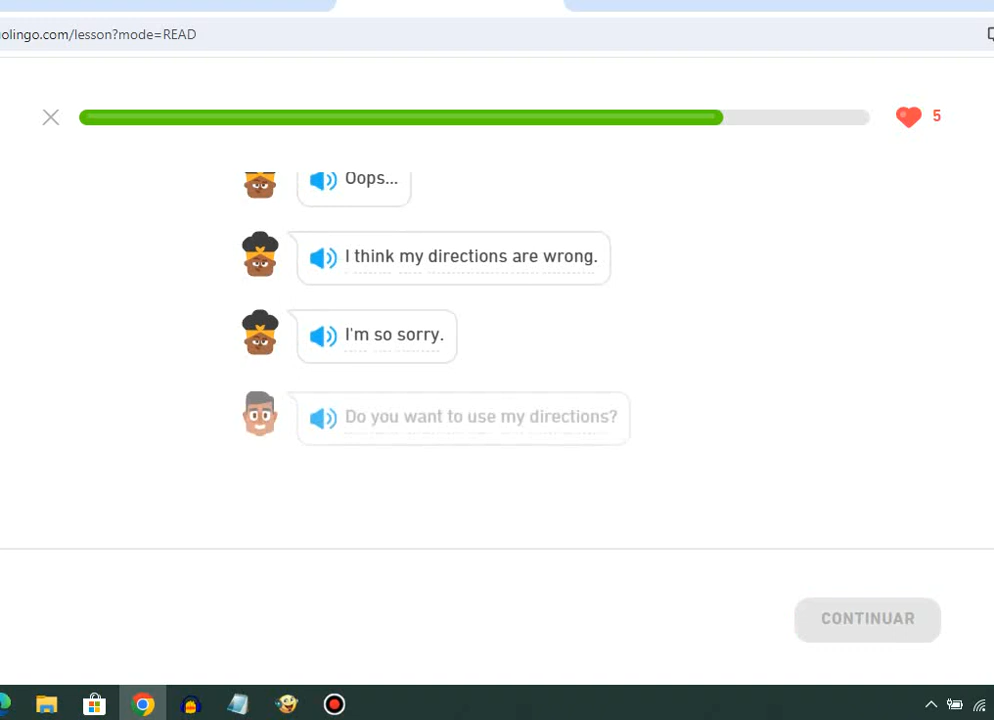 olingo.com/lesson?mode=READ
5
Oops...
I think my directions are wrong.
I'm so sorry.
Do you want to use my directions?
CONTINUAR